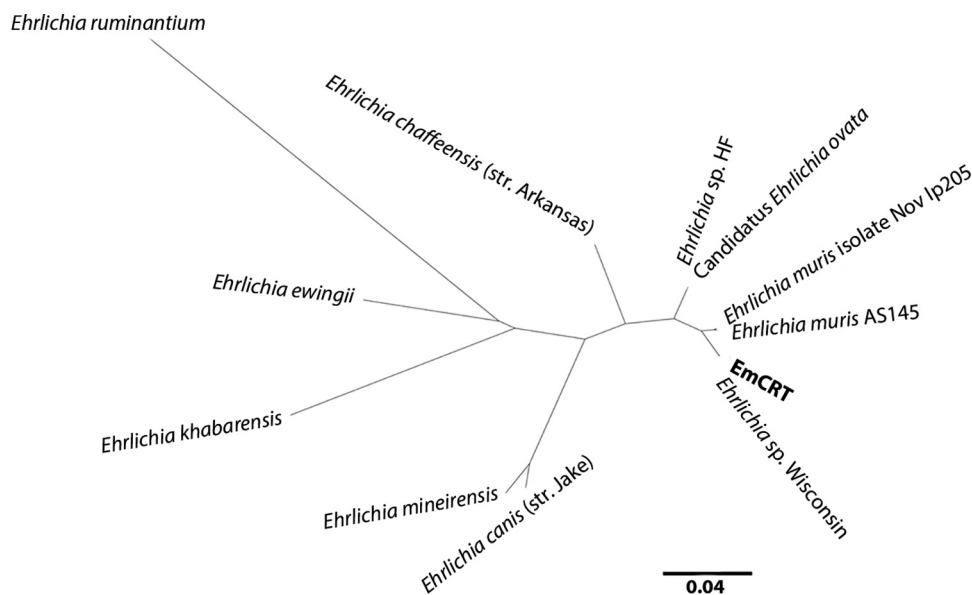 Ehrlichia ruminantium
Ehrlichia chaffeensis (str. Arkansas)
Ehrlichia sp. HF
Candidatus Ehrlichia ovata
Ehrlichia muris isolate Nov Ip205
Ehrlichia muris AS145
EmCRT
Ehrlichia sp. Wisconsin
Ehrlichia ewingii
Ehrlichia khabarensis
Ehrlichia mineirensis
Ehrlichia canis (str. Jake)
0.04